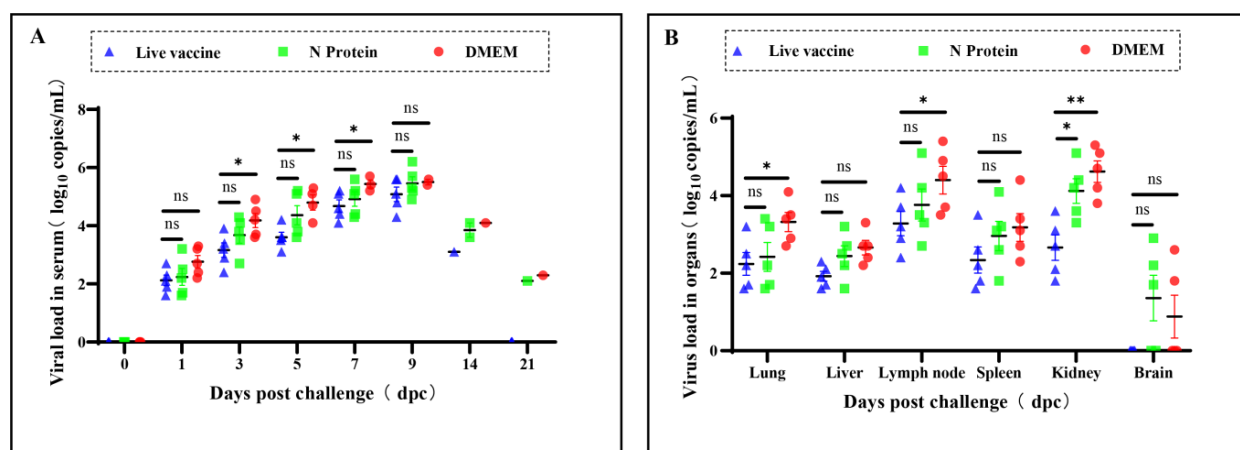 A
Live vaccine N Protein DMEM
Viral load in serum ( log10 copies/mL)
8
6
4
2
0
ns
ns
ns
*
ns
*
ns
*
ns
ns
0 1 3 5 7 9 14 21
Days post challenge ( dpc)
B
Live vaccine N Protein DMEM
Virus load in organs ( log10 copies/mL)
6
4
2
0
ns
*
ns
ns
ns
*
ns
ns
*
**
ns
ns
Lung Liver Lymph node Spleen Kidney Brain
Days post challenge ( dpc)